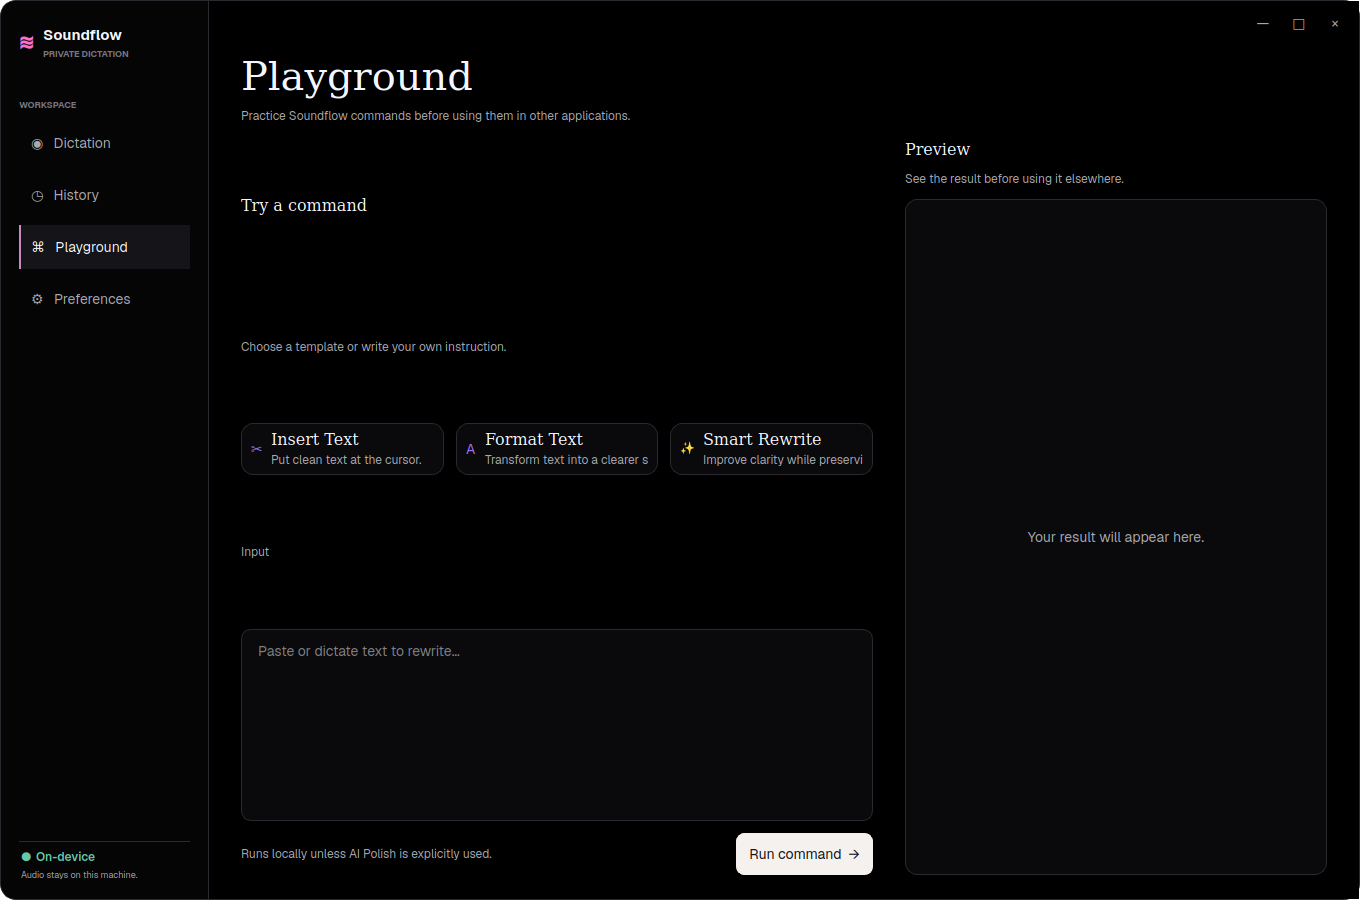 Soundflow
PRIVATE DICTATION
WORKSPACE
Dictation
History
Playground
Preferences
On-device
Audio stays on this machine.
Playground
Practice Soundflow commands before using them in other applications.
Try a command
Choose a template or write your own instruction.
Insert Text
Put clean text at the cursor.
Format Text
Transform text into a clearer s
Smart Rewrite
Improve clarity while preservi
Input
Paste or dictate text to rewrite…
Runs locally unless AI Polish is explicitly used.
Run command →
Preview
See the result before using it elsewhere.
Your result will appear here.